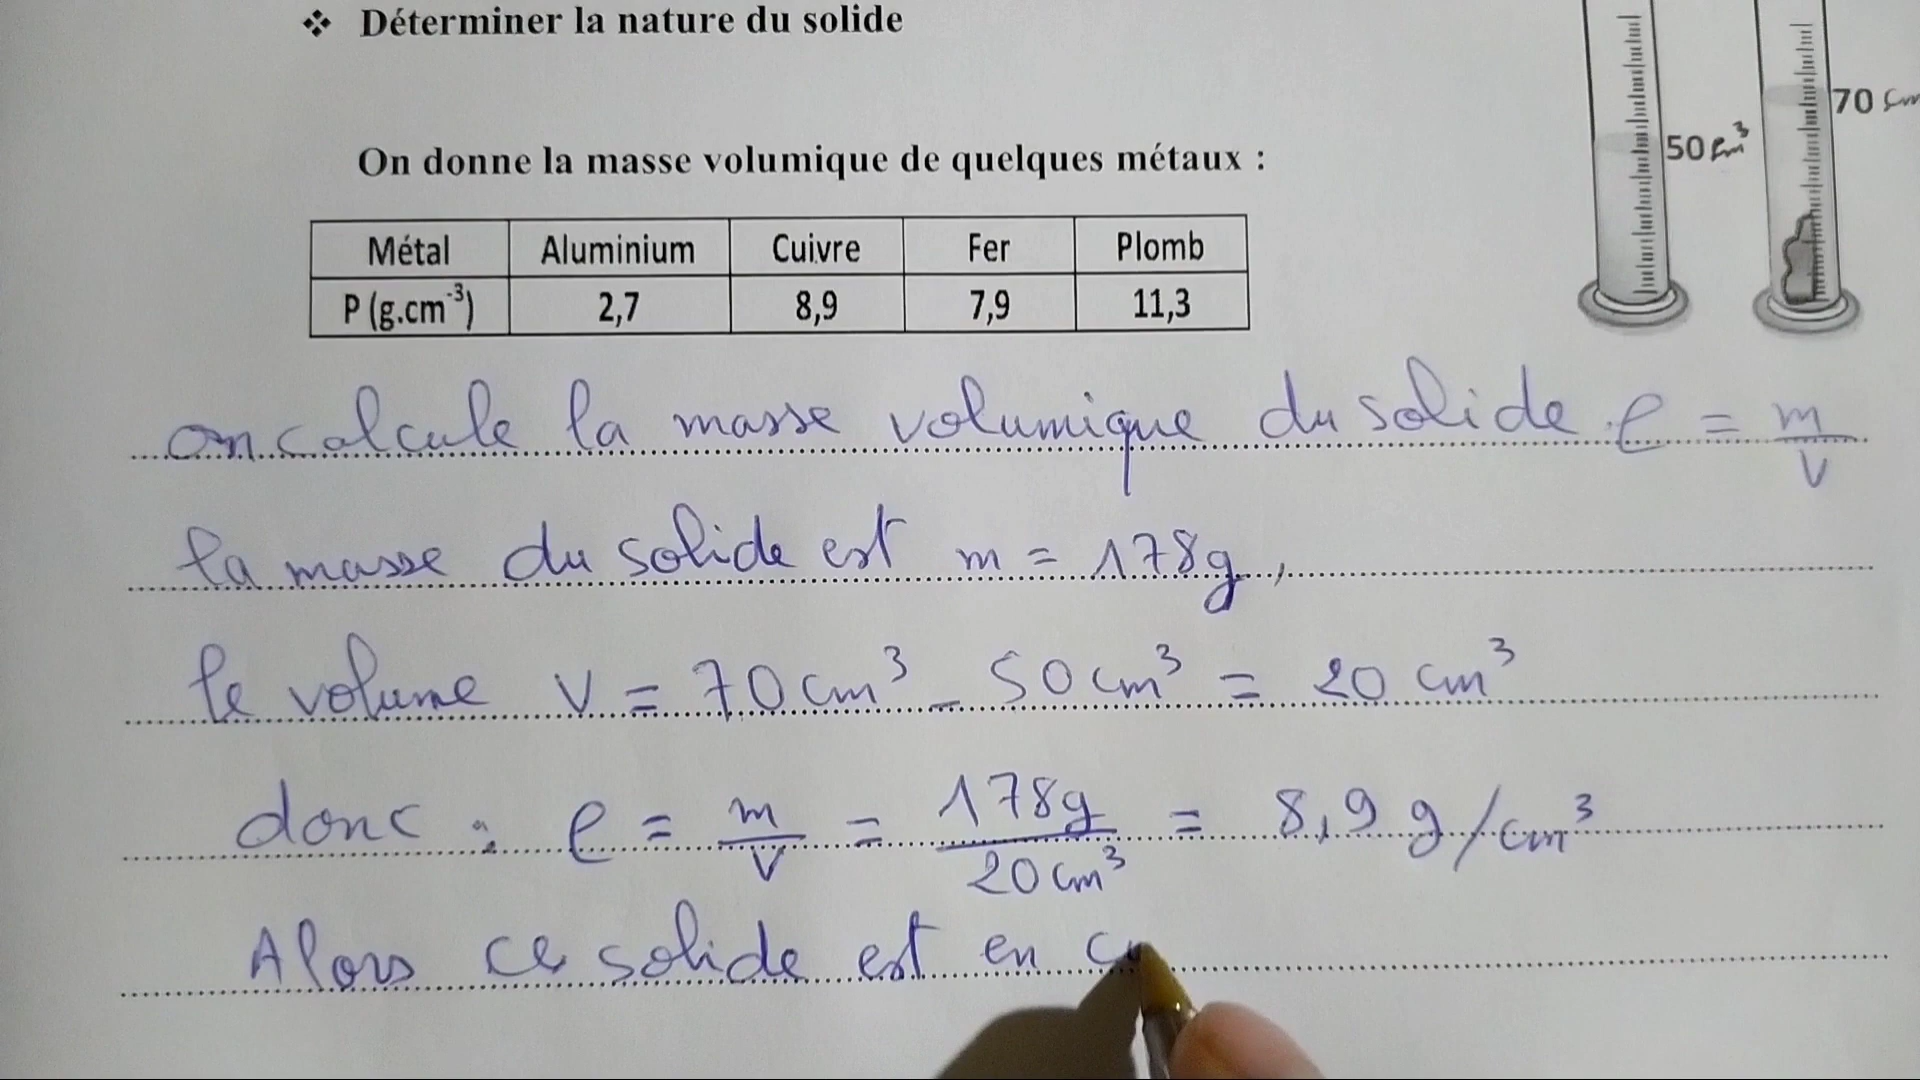 ❖ Déterminer la nature du solide
70 cm
50 cm³
On donne la masse volumique de quelques métaux :
Métal Aluminium Cuivre Fer Plomb
P (g.cm⁻³) 2,7 8,9 7,9 11,3
on calcule la masse volumique du solide. ρ = m/V
la masse du solide est m = 178g,
le volume V = 70 cm³ - 50 cm³ = 20 cm³
donc : ρ = m/V = 178g/20 cm³ = 8,9 g/cm³
Alors ce solide est en cu